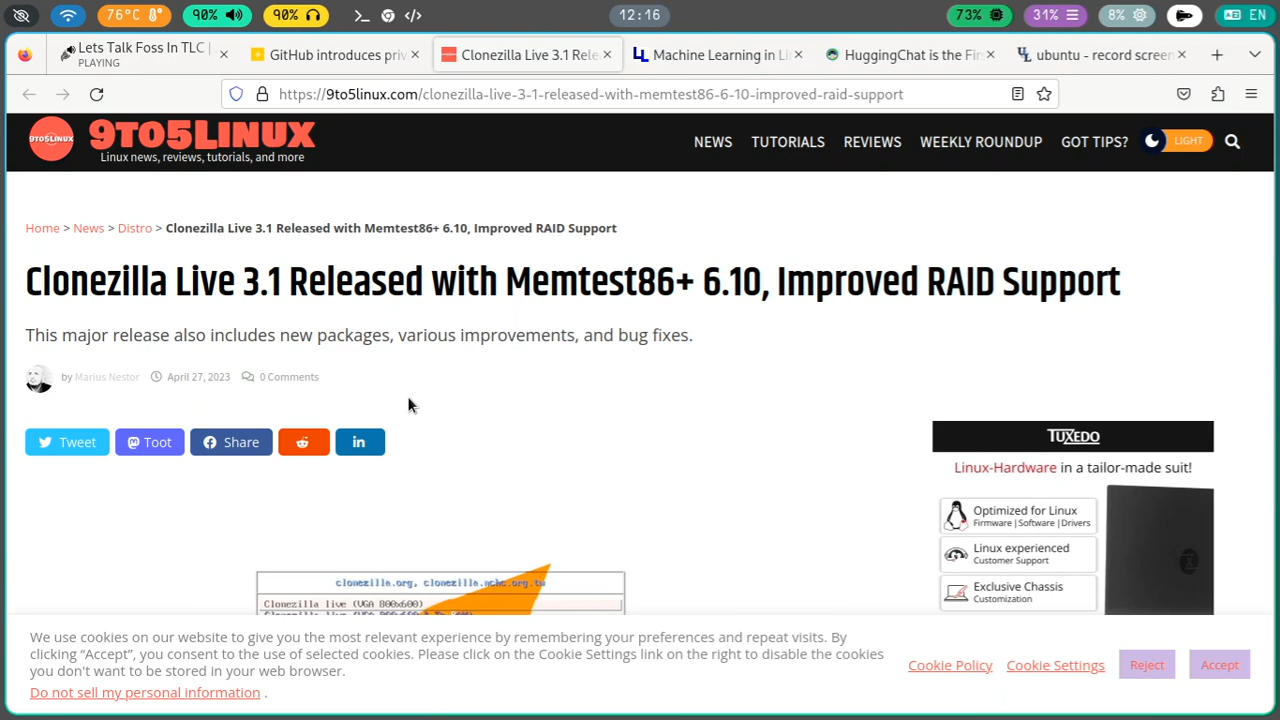 76°C 90% 90% 12:16 73% 31% 8% EN
Lets Talk Foss In TLC
PLAYING
GitHub introduces priv
Clonezilla Live 3.1 Rele
Machine Learning in Li
HuggingChat is the Fir
ubuntu - record screen
https://9to5linux.com/clonezilla-live-3-1-released-with-memtest86-6-10-improved-raid-support
9TO5LINUX
9TO5LINUX
Linux news, reviews, tutorials, and more
NEWS TUTORIALS REVIEWS WEEKLY ROUNDUP GOT TIPS? LIGHT
Home > News > Distro > Clonezilla Live 3.1 Released with Memtest86+ 6.10, Improved RAID Support
Clonezilla Live 3.1 Released with Memtest86+ 6.10, Improved RAID Support
This major release also includes new packages, various improvements, and bug fixes.
by Marius Nestor April 27, 2023 0 Comments
Tweet Toot Share
TUXEDO
Linux-Hardware in a tailor-made suit!
Optimized for Linux
Firmware | Software | Drivers
Linux experienced
Customer Support
Exclusive Chassis
Customization
clonezilla.org, clonezilla.nchc.org.tw
Clonezilla live (VGA 800x600)
We use cookies on our website to give you the most relevant experience by remembering your preferences and repeat visits. By
clicking “Accept”, you consent to the use of selected cookies. Please click on the Cookie Settings link on the right to disable the cookies
you don't want to be stored in your web browser.
Do not sell my personal information .
Cookie Policy Cookie Settings Reject Accept